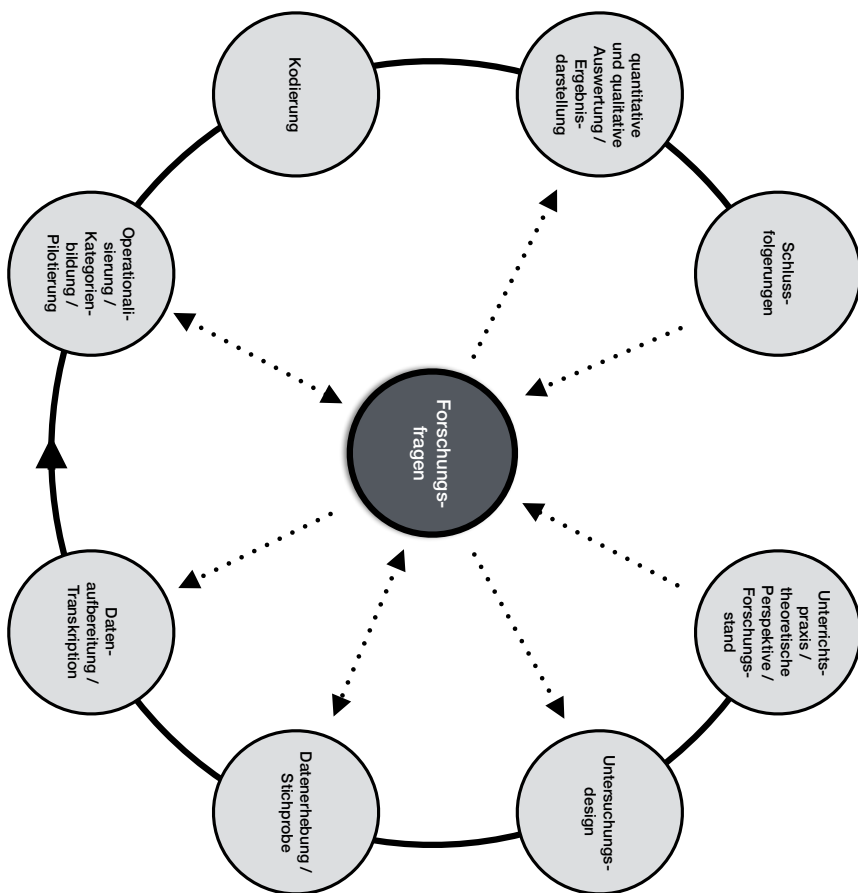 Forschungs-
fragen
Unterrichts-
praxis /
theoretische
Perspektive /
Forschungs-
stand
Untersuchungs-
design
Datenerhebung /
Stichprobe
Daten-
aufbereitung /
Transkription
Operationali-
sierung /
Kategorien-
bildung /
Pilotierung
Kodierung
quantitative
und qualitative
Auswertung /
Ergebnis-
darstellung
Schluss-
folgerungen